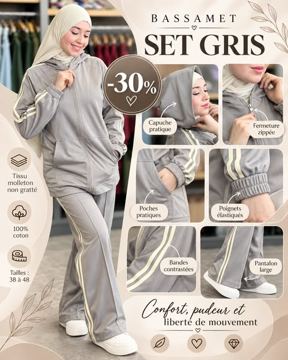 BASSAMET
SET GRIS
-30%
Capuche
pratique
Fermeture
zippée
Tissu
molleton
non gratté
100%
coton
Tailles :
38 à 48
Poches
pratiques
Poignets
élastiqués
Bandes
contrastées
Pantalon
large
Confort, pudeur et
liberté de mouvement